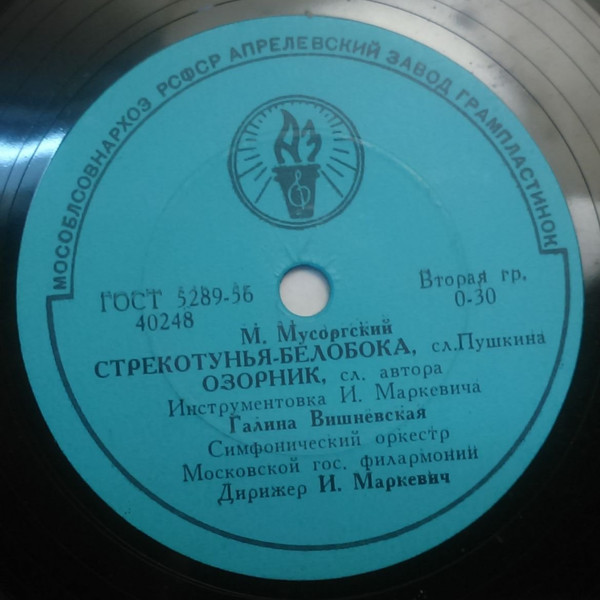 МОСОБЛСОВНАРХОЗ РСФСР АПРЕЛЕВСКИЙ ЗАВОД ГРАМПЛАСТИНОК
АЗ
ГОСТ 5289-56
40248
Вторая гр.
0-30
М. Мусоргский
СТРЕКОТУНЬЯ-БЕЛОБОКА, сл.Пушкина
ОЗОРНИК, сл. автора
Инструментовка И. Маркевича
Галина Вишневская
Симфонический оркестр
Московской гос. филармонии
Дирижер И. Маркевич